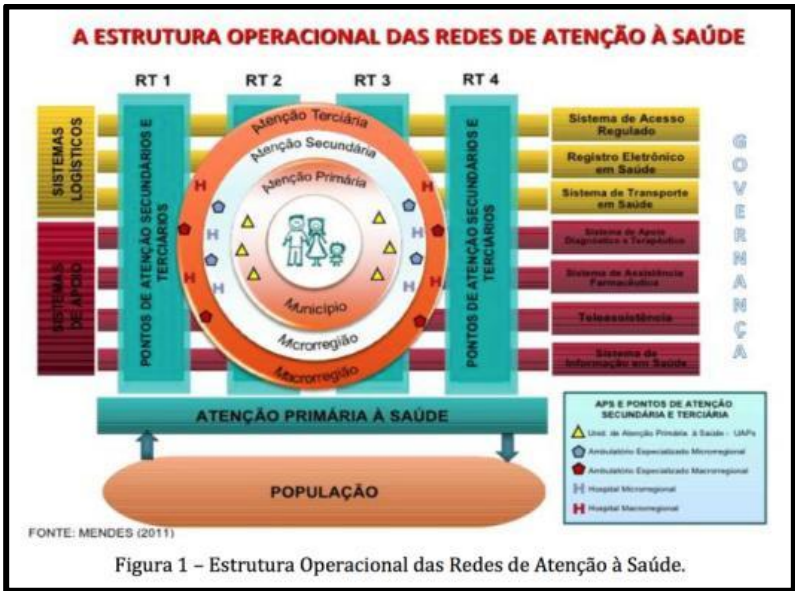 A ESTRUTURA OPERACIONAL DAS REDES DE ATENÇÃO À SAÚDE
RT 1
RT 2
RT 3
RT 4
SISTEMAS
LOGÍSTICOS
SISTEMAS
DE APOIO
PONTOS DE ATENÇÃO SECUNDÁRIOS E
TERCIÁRIOS
Atenção Terciária
Atenção Secundária
Atenção Primária
H
H
H
H
H
H
H
H
Município
Microrregião
Macrorregião
PONTOS DE ATENÇÃO SECUNDÁRIOS E
TERCIÁRIOS
Sistema de Acesso
Regulado
Registro Eletrônico
em Saúde
Sistema de Transporte
em Saúde
Sistema de Apoio
Diagnóstico e Terapêutico
Sistema de Assistência
Farmacêutica
Teleassistência
Sistema de
Informação em Saúde
GOVERNANÇA
ATENÇÃO PRIMÁRIA À SAÚDE
POPULAÇÃO
APS E PONTOS DE ATENÇÃO
SECUNDÁRIA E TERCIÁRIA
Unid. de Atenção Primária à Saúde - UAPs
Ambulatório Especializado Microrregional
Ambulatório Especializado Macrorregional
H Hospital Microrregional
H Hospital Macrorregional
FONTE: MENDES (2011)
Figura 1 – Estrutura Operacional das Redes de Atenção à Saúde.